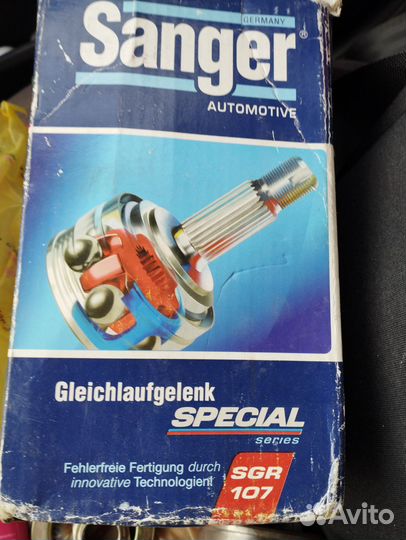 GERMANY
Sanger®
AUTOMOTIVE
Gleichlaufgelenk
SPECIAL
series
Fehlerfreie Fertigung durch
innovative Technologien!
SGR
107
Avito